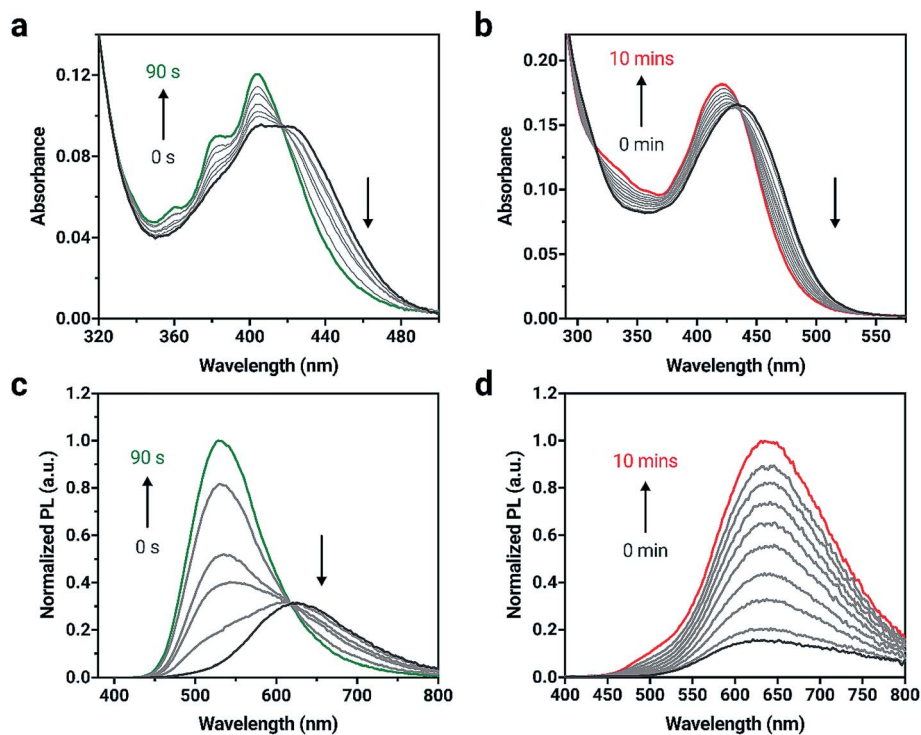 a
0.12
0.08
0.04
0.00
320
360
400
440
480
Absorbance
Wavelength (nm)
90 s
0 s
b
0.20
0.15
0.10
0.05
0.00
300
350
400
450
500
550
Absorbance
Wavelength (nm)
10 mins
0 min
c
1.2
1.0
0.8
0.6
0.4
0.2
0.0
400
500
600
700
800
Normalized PL (a.u.)
Wavelength (nm)
90 s
0 s
d
1.2
1.0
0.8
0.6
0.4
0.2
0.0
400
450
500
550
600
650
700
750
800
Normalized PL (a.u.)
Wavelength (nm)
10 mins
0 min